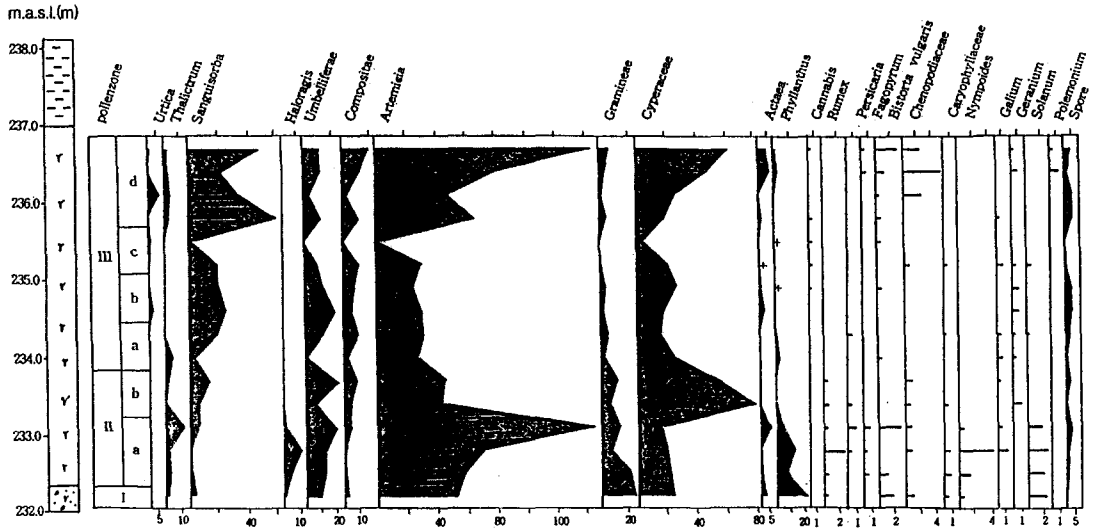 m.a.s.l.(m)
pollenzone
Urtica
Thalictrum
Sanguisorba
Haloragis
Umbelliferae
Compositae
Artemisia
Gramineae
Cyperaceae
Actaea
Phyllanthus
Cannabis
Rumex
Persicaria
Fagopyrum
Bistorta vulgaris
Chenopodiaceae
Caryophyllaceae
Nympoides
Galium
Geranium
Solanum
Polemonium
Spore
238.0
237.0
236.0
235.0
234.0
233.0
232.0
III
d
c
b
a
II
b
a
I
5 10 40 10 20 10 40 80 100 20 40 80 5 20 1 2 1 1 2 4 1 4 1 1 2 1 5